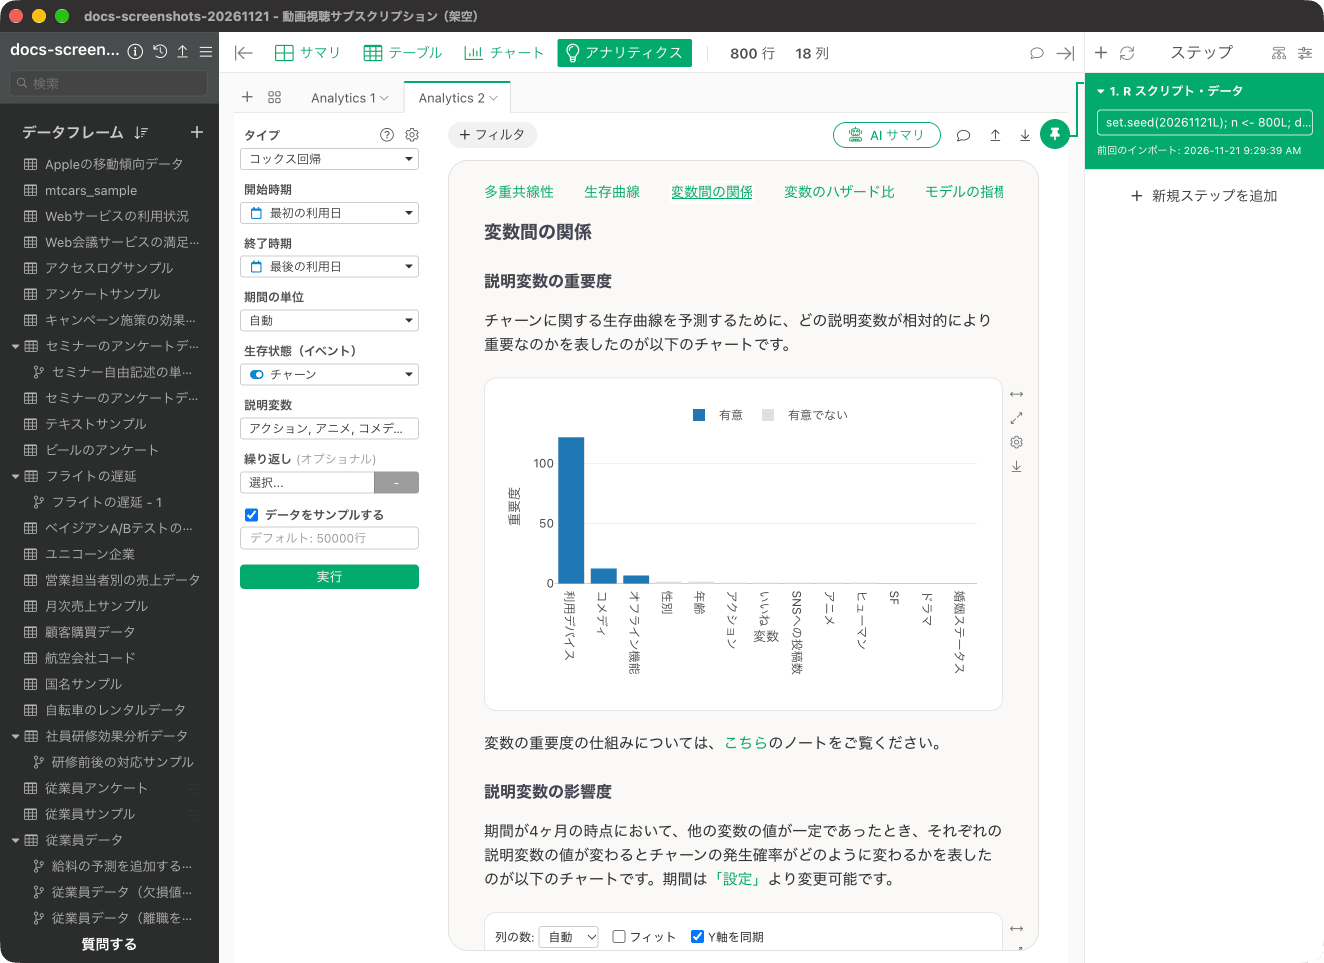 docs-screenshots-20261121 - 動画視聴サブスクリプション（架空）
docs-screen...
検索
データフレーム
Appleの移動傾向データ
mtcars_sample
Webサービスの利用状況
Web会議サービスの満足…
アクセスログサンプル
アンケートサンプル
キャンペーン施策の効果…
セミナーのアンケートデ…
セミナー自由記述の単…
セミナーのアンケートデ…
テキストサンプル
ビールのアンケート
フライトの遅延
フライトの遅延 - 1
ベイジアンA/Bテストの…
ユニコーン企業
営業担当者別の売上データ
月次売上サンプル
顧客購買データ
航空会社コード
国名サンプル
自転車のレンタルデータ
社員研修効果分析データ
研修前後の対応サンプル
従業員アンケート
従業員サンプル
従業員データ
給料の予測を追加する…
従業員データ（欠損値…
従業員データ（離職を…
質問する
サマリ テーブル チャート アナリティクス 800 行 18 列
Analytics 1 Analytics 2
タイプ
コックス回帰
開始時期
最初の利用日
終了時期
最後の利用日
期間の単位
自動
生存状態（イベント）
チャーン
説明変数
アクション, アニメ, コメデ...
繰り返し (オプショナル)
選択... -
データをサンプルする
デフォルト: 50000行
実行
+ フィルタ AI サマリ
多重共線性 生存曲線 変数間の関係 変数のハザード比 モデルの指標
変数間の関係
説明変数の重要度
チャーンに関する生存曲線を予測するために、どの説明変数が相対的により
重要なのかを表したのが以下のチャートです。
有意 有意でない
重要度
100
50
0
利用デバイス
コメディ
オフライン機能
性別
年齢
アクション
いいね
SNSへの投稿数
アニメ
ヒューマン
SF
ドラマ
婚姻ステータス
変数
変数の重要度の仕組みについては、こちらのノートをご覧ください。
説明変数の影響度
期間が4ヶ月の時点において、他の変数の値が一定であったとき、それぞれの
説明変数の値が変わるとチャーンの発生確率がどのように変わるかを表した
のが以下のチャートです。期間は「設定」より変更可能です。
列の数: 自動 フィット Y軸を同期
ステップ
1. R スクリプト・データ
set.seed(20261121L); n <- 800L; d...
前回のインポート: 2026-11-21 9:29:39 AM
+ 新規ステップを追加